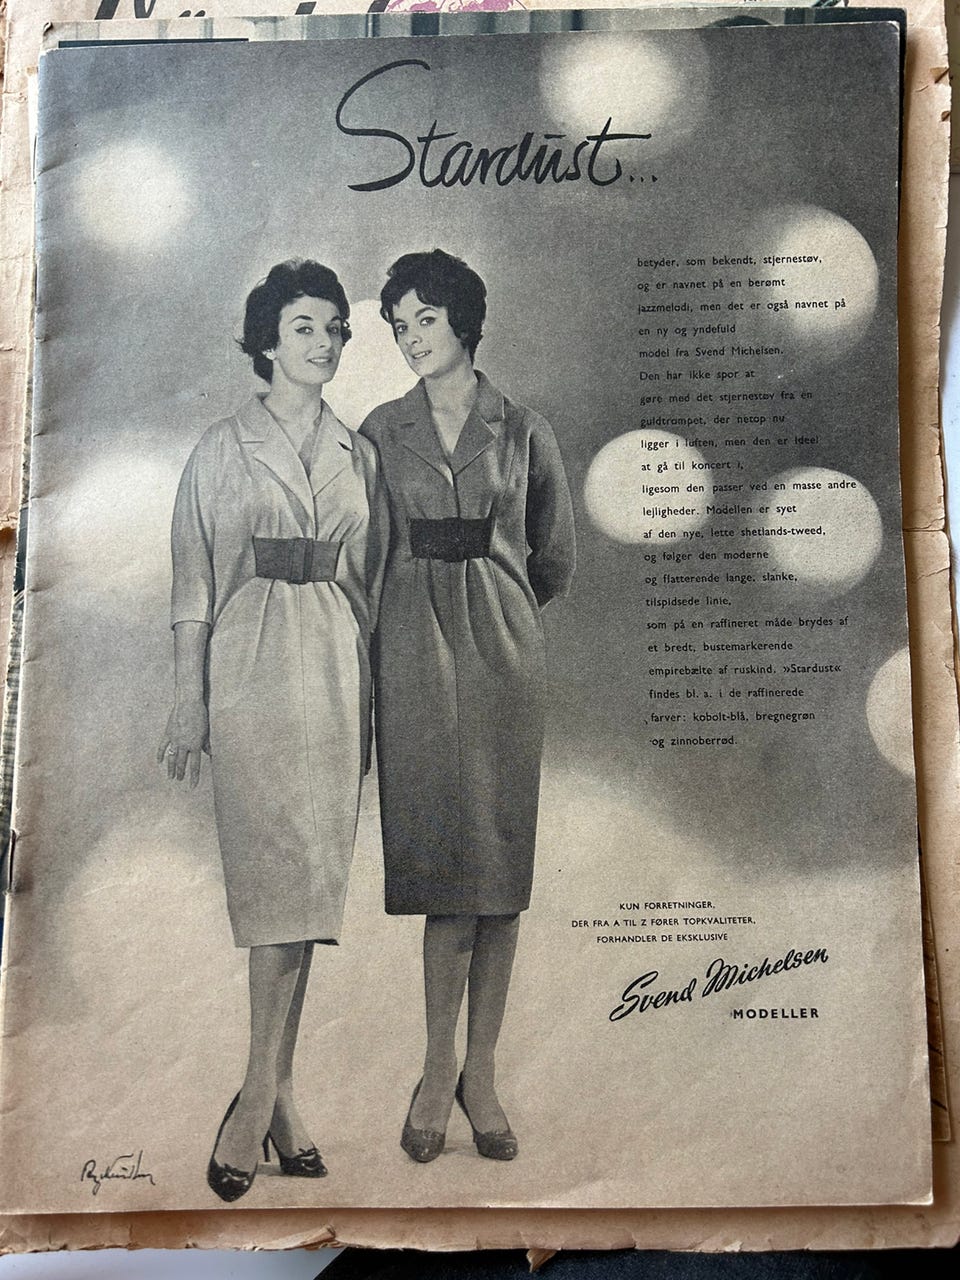 Stardust...
betyder, som bekendt, stjernestøv,
og er navnet på en berømt
jazzmelodi, men det er også navnet på
en ny og yndefuld
model fra Svend Michelsen.
Den har ikke spor at
gøre med det stjernestøv fra en
guldtrompet, der netop nu
ligger i luften, men den er ideel
at gå til koncert i,
ligesom den passer ved en masse andre
lejligheder. Modellen er syet
af den nye, lette shetlands-tweed,
og følger den moderne
og flatterende lange, slanke,
tilspidsede linie,
som på en raffineret måde brydes af
et bredt, bustemarkerende
empirebælte af ruskind. »Stardust«
findes bl. a. i de raffinerede
farver: kobolt-blå, bregnegrøn
og zinnoberrød.
KUN FORRETNINGER,
DER FRA A TIL Z FØRER TOPKVALITETER,
FORHANDLER DE EKSKLUSIVE
Svend Michelsen
MODELLER